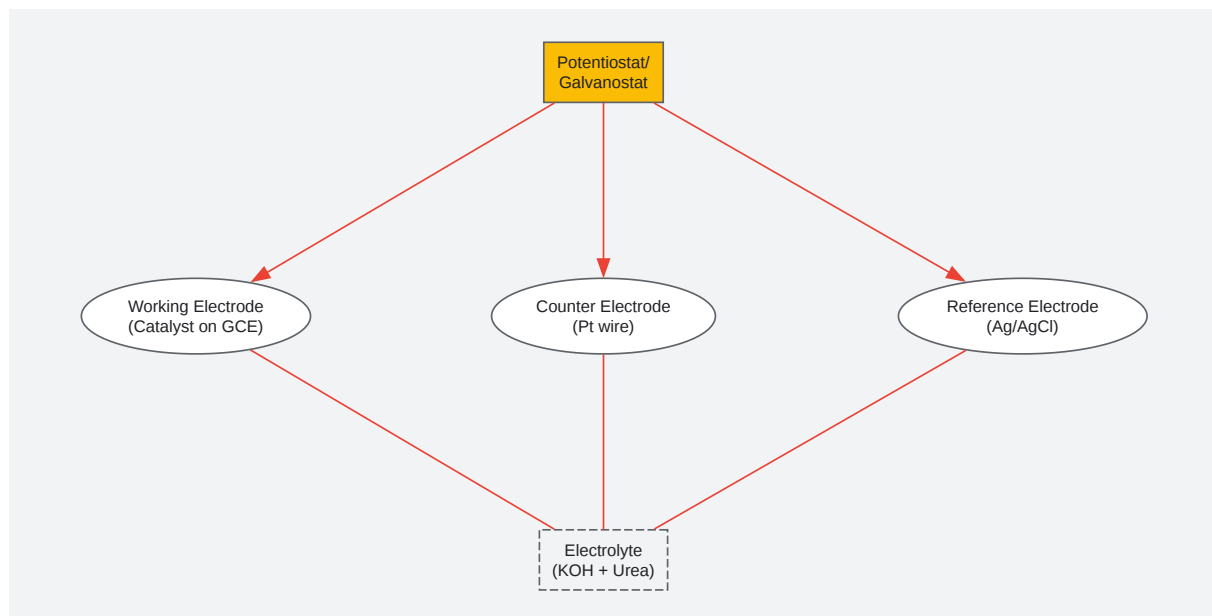 Potentiostat/
Galvanostat
Working Electrode
(Catalyst on GCE)
Counter Electrode
(Pt wire)
Reference Electrode
(Ag/AgCl)
Electrolyte
(KOH + Urea)